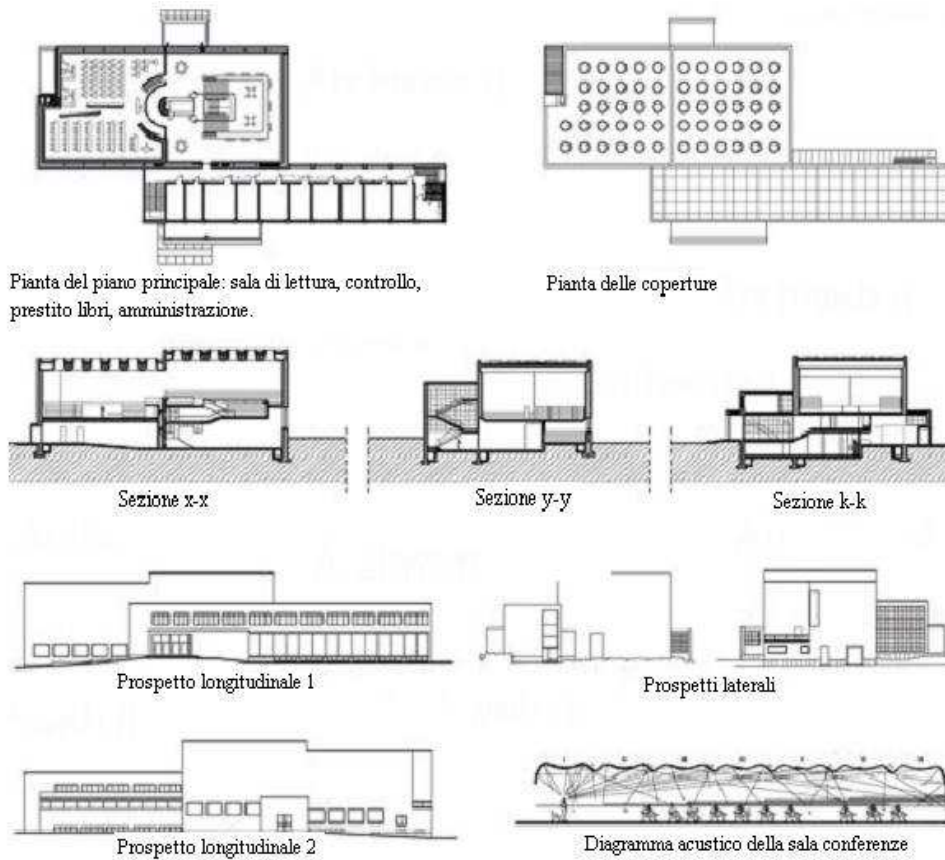 Pianta del piano principale: sala di lettura, controllo,
prestito libri, amministrazione.
Pianta delle coperture
Sezione x-x
Sezione y-y
Sezione k-k
Prospetto longitudinale 1
Prospetti laterali
Prospetto longitudinale 2
Diagramma acustico della sala conferenze